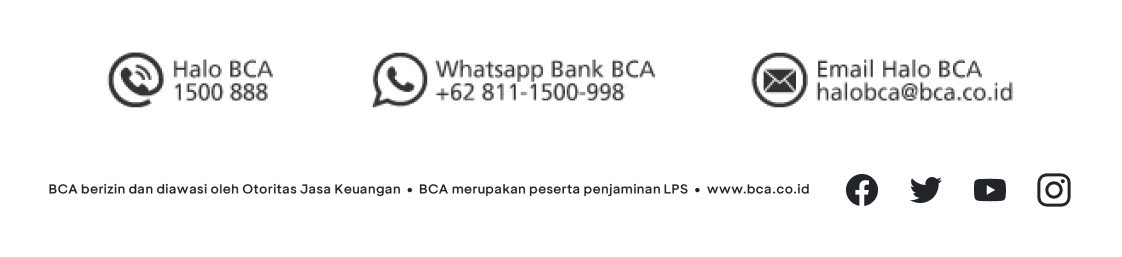 Halo BCA
1500 888
Whatsapp Bank BCA
+62 811-1500-998
Email Halo BCA
halobca@bca.co.id
BCA berizin dan diawasi oleh Otoritas Jasa Keuangan • BCA merupakan peserta penjaminan LPS • www.bca.co.id